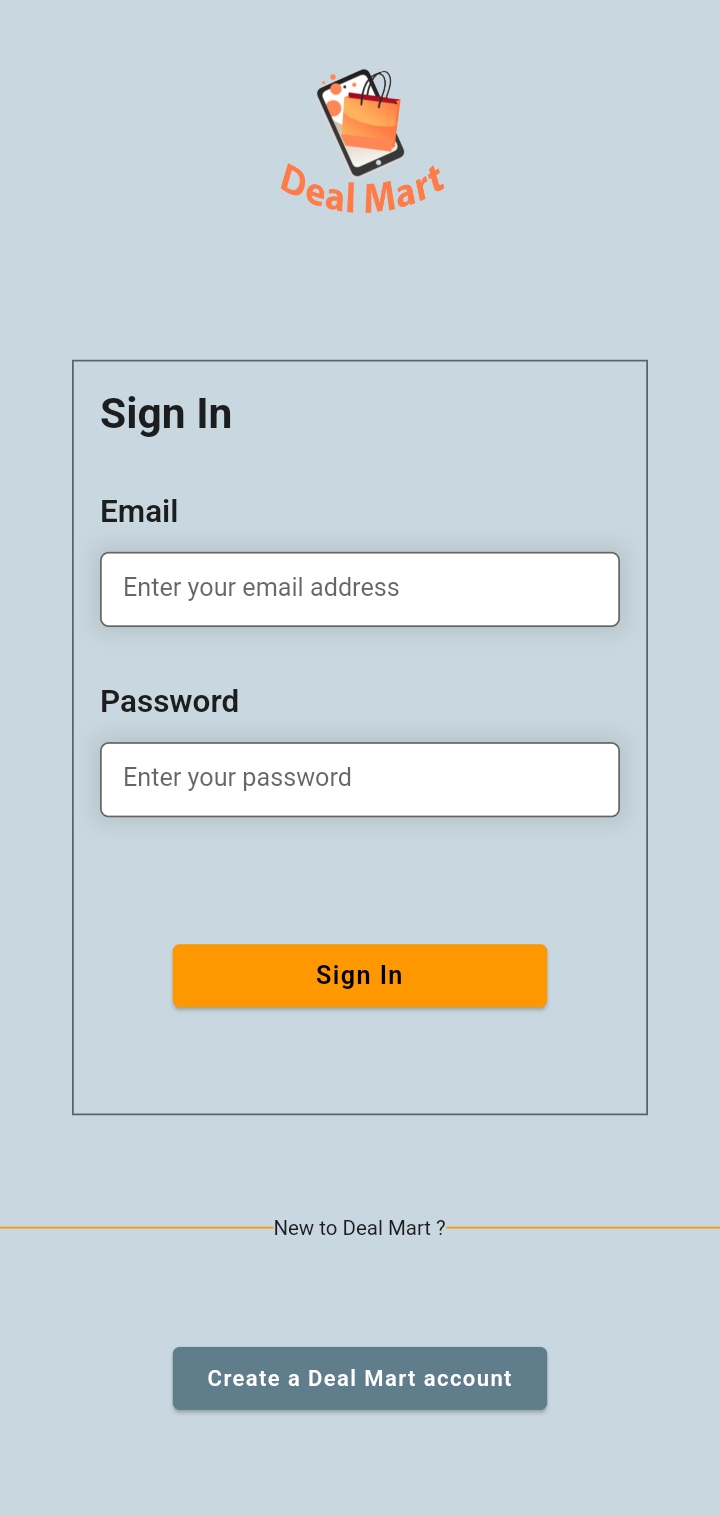 Deal Mart
Sign In
Email
Enter your email address
Password
Enter your password
Sign In
New to Deal Mart ?
Create a Deal Mart account